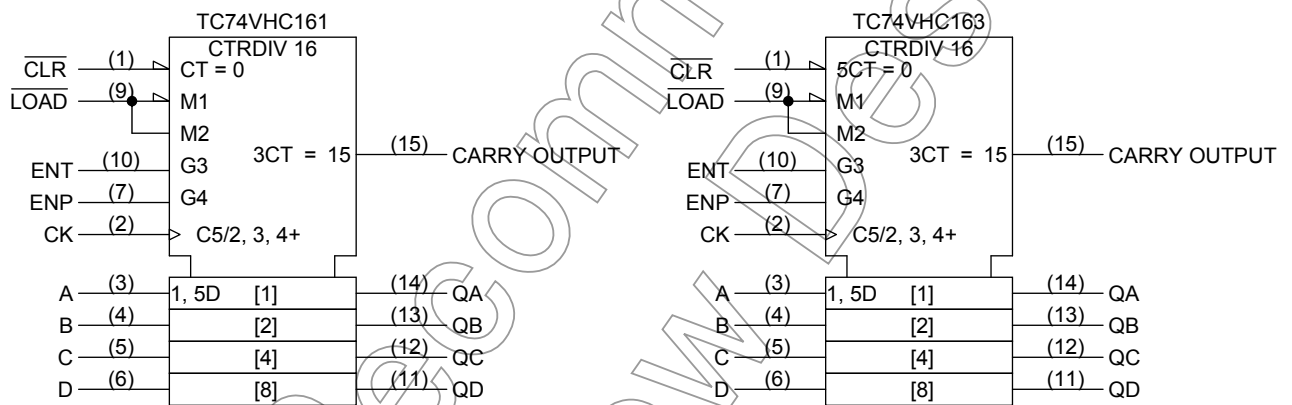 TC74VHC161
CTRDIV 16
CLR (1) CT = 0
LOAD (9) M1
M2
3CT = 15 (15) CARRY OUTPUT
ENT (10) G3
ENP (7) G4
CK (2) C5/2, 3, 4+
A (3) 1, 5D [1] (14) QA
B (4) [2] (13) QB
C (5) [4] (12) QC
D (6) [8] (11) QD
TC74VHC163
CTRDIV 16
CLR (1) 5CT = 0
LOAD (9) M1
M2
3CT = 15 (15) CARRY OUTPUT
ENT (10) G3
ENP (7) G4
CK (2) C5/2, 3, 4+
A (3) 1, 5D [1] (14) QA
B (4) [2] (13) QB
C (5) [4] (12) QC
D (6) [8] (11) QD